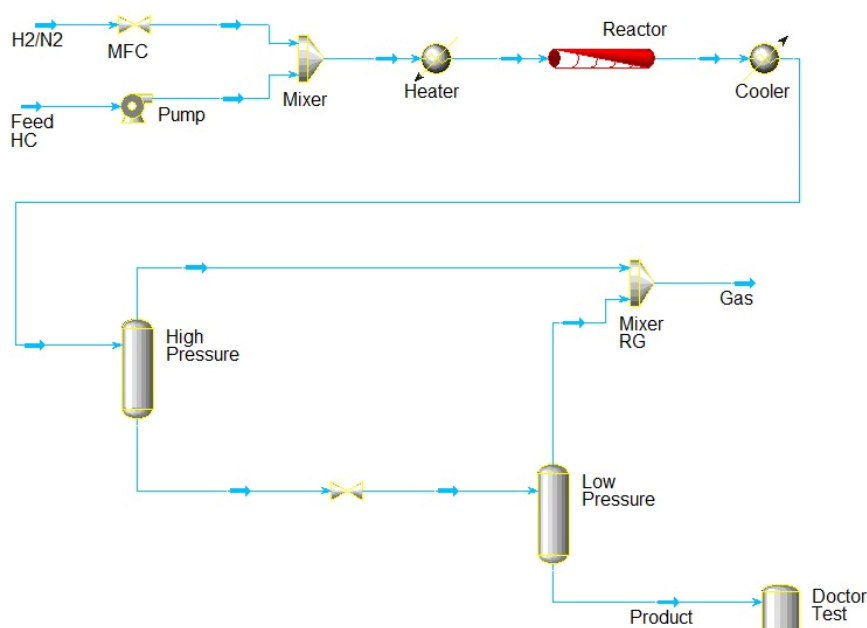 H2/N2
MFC
Feed
HC
Pump
Mixer
Heater
Reactor
Cooler
High
Pressure
Mixer
RG
Gas
Low
Pressure
Product
Doctor
Test